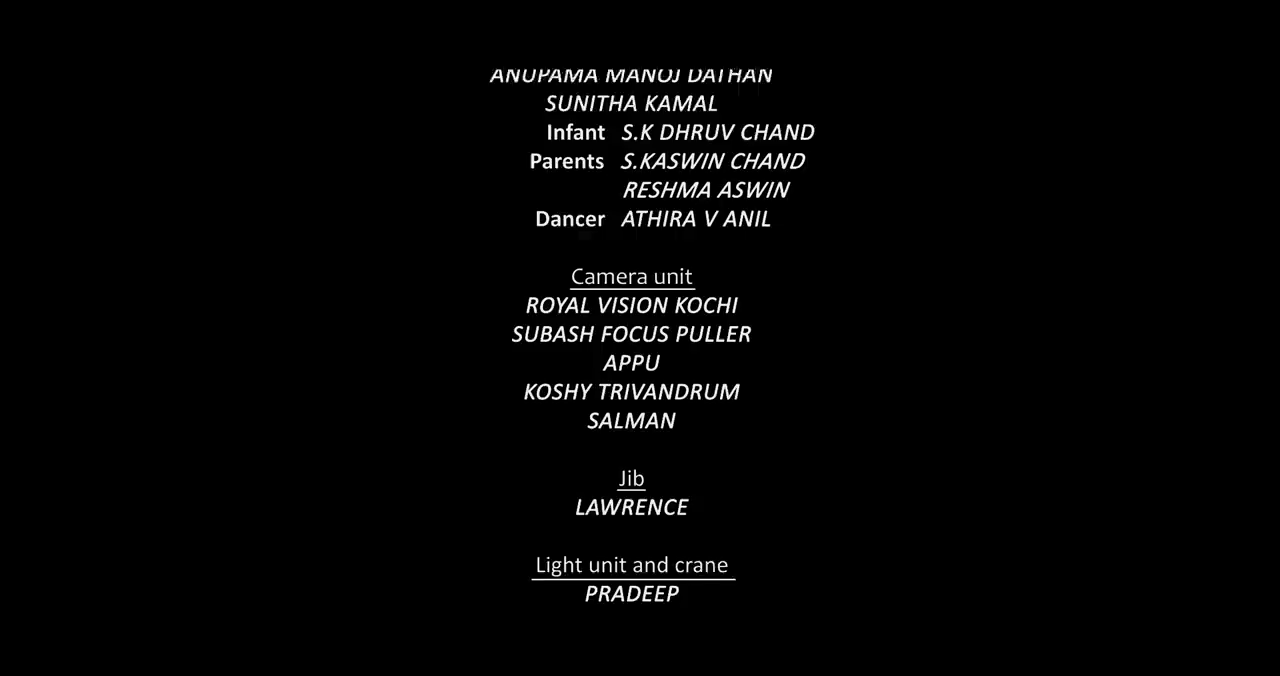 ANUPAMA MANOJ DATHAN
SUNITHA KAMAL
Infant S.K DHRUV CHAND
Parents S.KASWIN CHAND
RESHMA ASWIN
Dancer ATHIRA V ANIL
Camera unit
ROYAL VISION KOCHI
SUBASH FOCUS PULLER
APPU
KOSHY TRIVANDRUM
SALMAN
Jib
LAWRENCE
Light unit and crane
PRADEEP